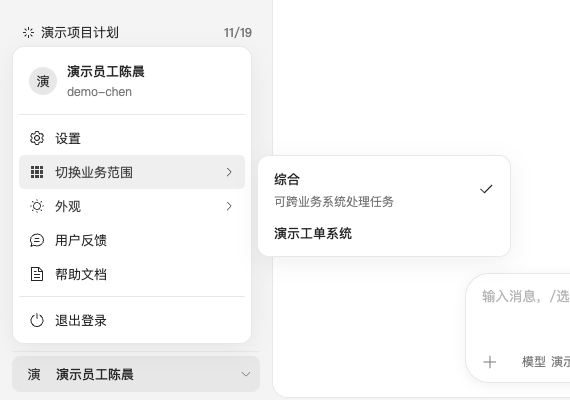 演示项目计划 11/19
演 演示员工陈晨
demo-chen
设置
切换业务范围
外观
用户反馈
帮助文档
退出登录
演 演示员工陈晨
综合
可跨业务系统处理任务
演示工单系统
输入消息，/选
模型 演示